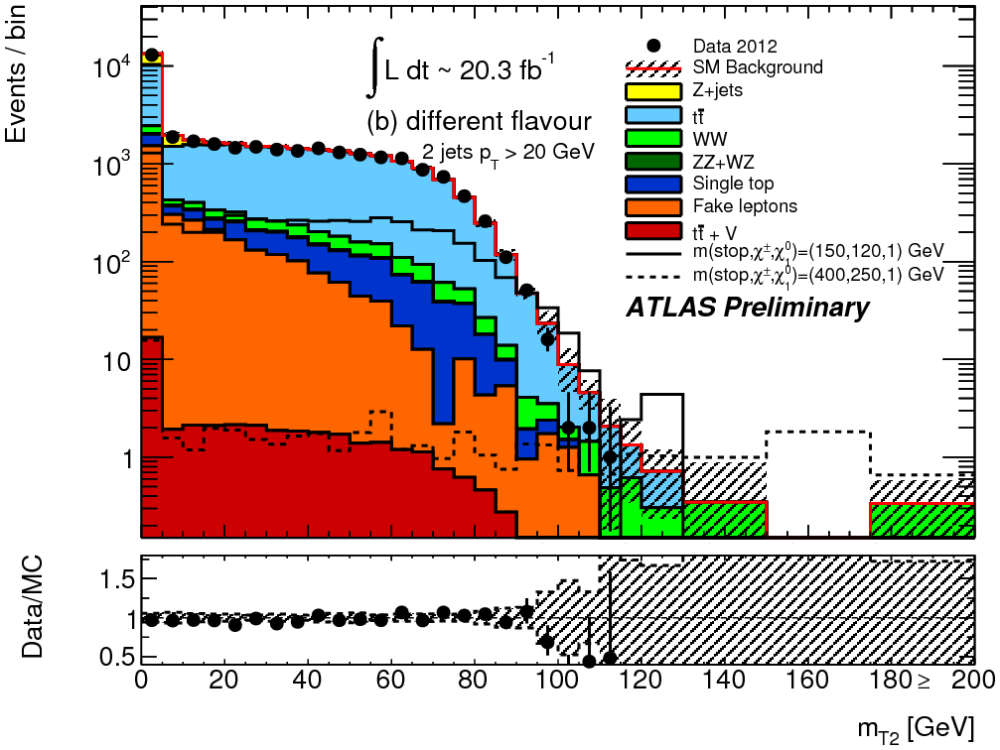 Events / bin
10⁴
10³
10²
10
1
∫ L dt ~ 20.3 fb⁻¹
(b) different flavour
2 jets p_T > 20 GeV
Data 2012
SM Background
Z+jets
tt̅
WW
ZZ+WZ
Single top
Fake leptons
tt̅ + V
m(stop,χ±,χ⁰₁)=(150,120,1) GeV
m(stop,χ±,χ⁰₁)=(400,250,1) GeV
ATLAS Preliminary
Data/MC
1.5
1
0.5
0 20 40 60 80 100 120 140 160 180 ≥ 200
m_T2 [GeV]